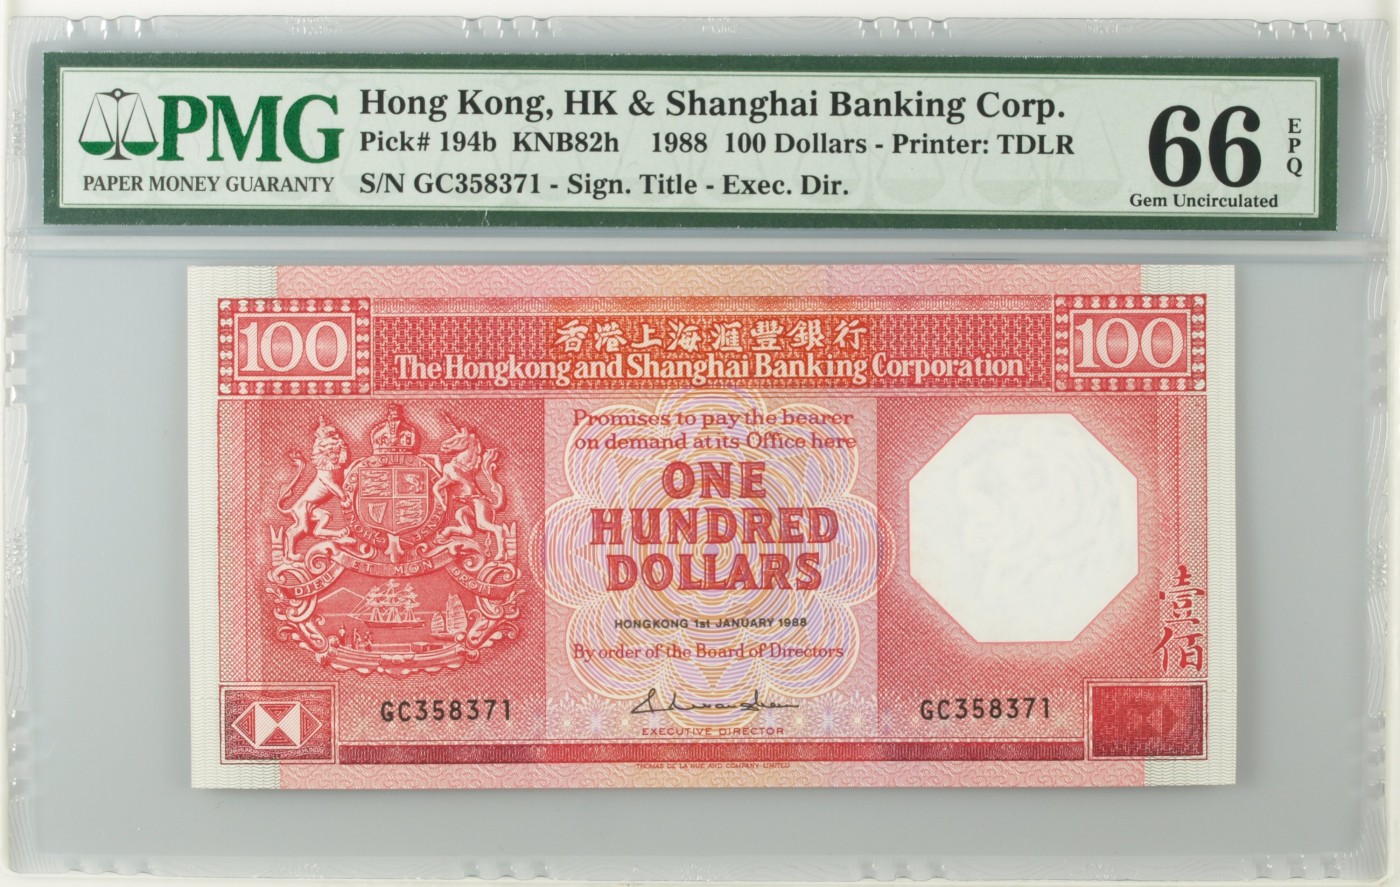 PMG
PAPER MONEY GUARANTY
Hong Kong, HK & Shanghai Banking Corp.
Pick# 194b KNB82h 1988 100 Dollars - Printer: TDLR
S/N GC358371 - Sign. Title - Exec. Dir.
66
EPQ
Gem Uncirculated
100
香港上海滙豐銀行
The Hongkong and Shanghai Banking Corporation
100
Promises to pay the bearer
on demand at its Office here
ONE
HUNDRED
DOLLARS
HONGKONG 1st JANUARY 1988
By order of the Board of Directors
DIEU ET MON DROIT
壹佰
GC358371
GC358371
EXECUTIVE DIRECTOR
THOMAS DE LA RUE AND COMPANY LIMITED